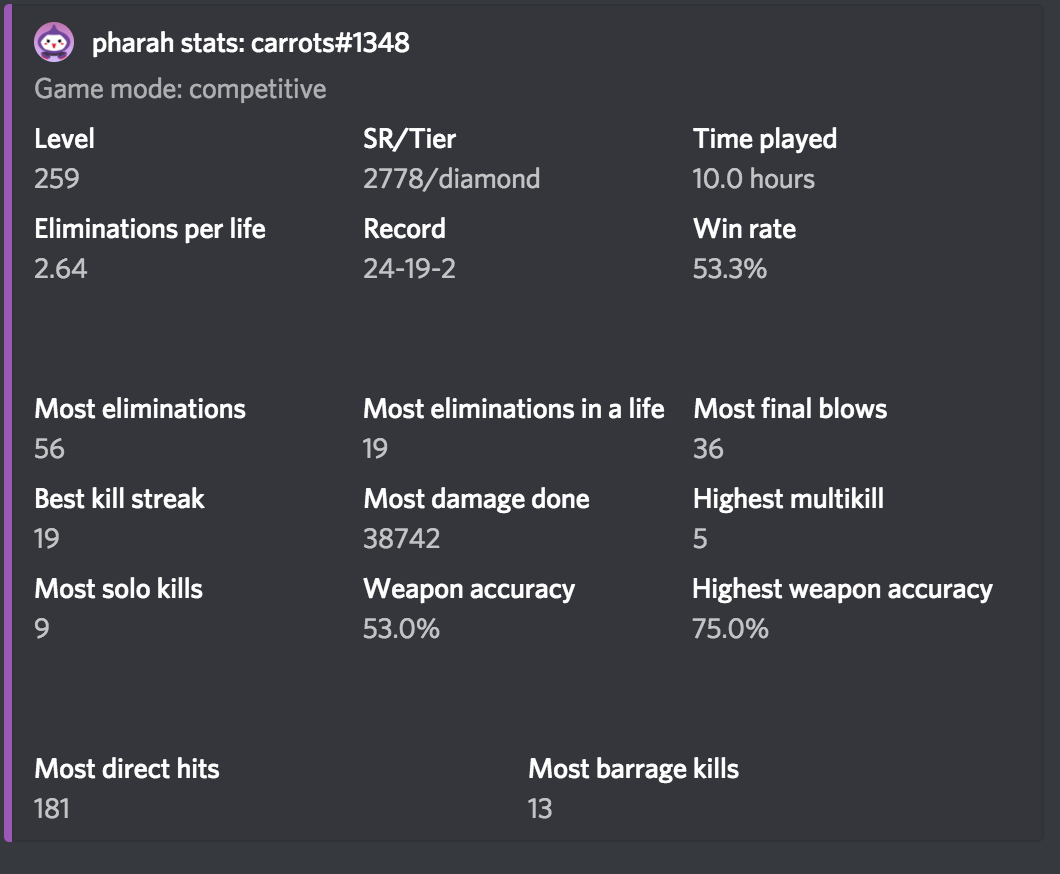 pharah stats: carrots#1348
Game mode: competitive
Level SR/Tier Time played
259 2778/diamond 10.0 hours
Eliminations per life Record Win rate
2.64 24-19-2 53.3%
Most eliminations Most eliminations in a life Most final blows
56 19 36
Best kill streak Most damage done Highest multikill
19 38742 5
Most solo kills Weapon accuracy Highest weapon accuracy
9 53.0% 75.0%
Most direct hits Most barrage kills
181 13